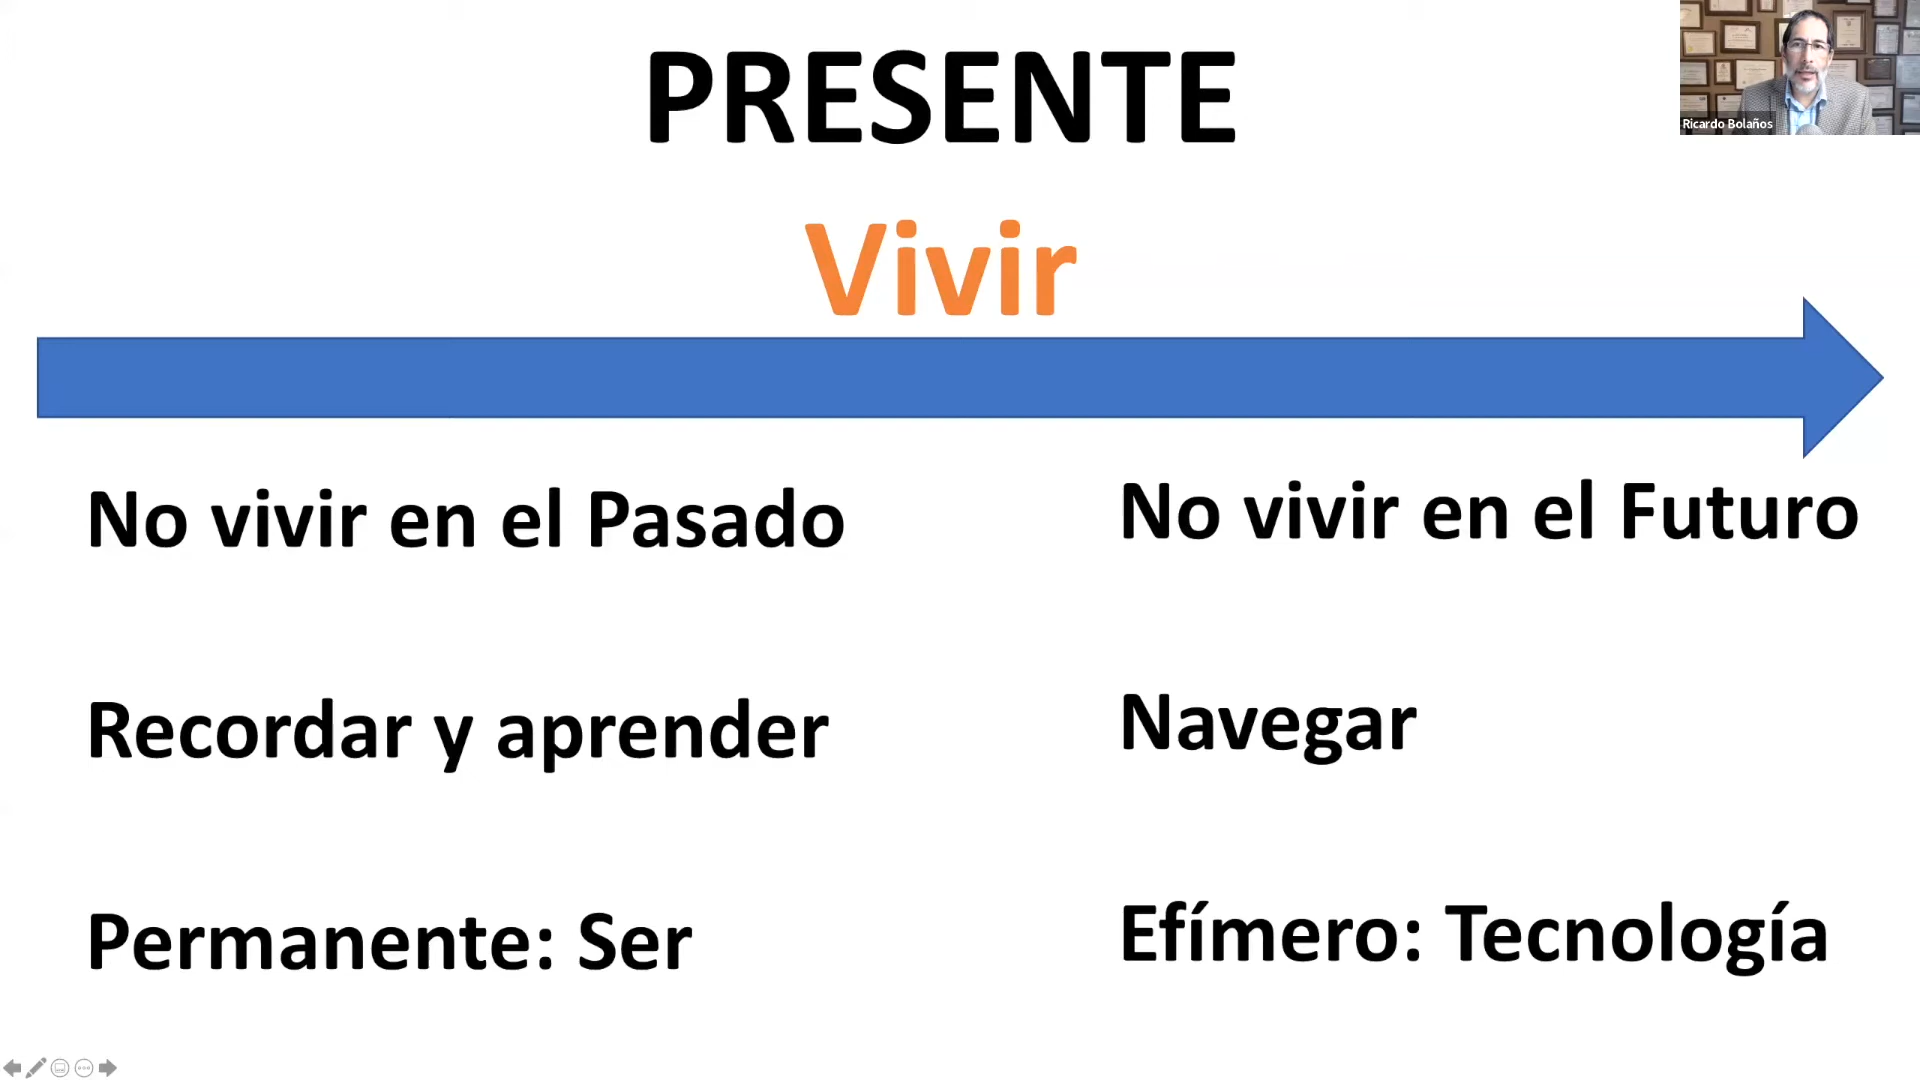 PRESENTE
Ricardo Bolaños
Vivir
No vivir en el Pasado
No vivir en el Futuro
Recordar y aprender
Navegar
Permanente: Ser
Efímero: Tecnología